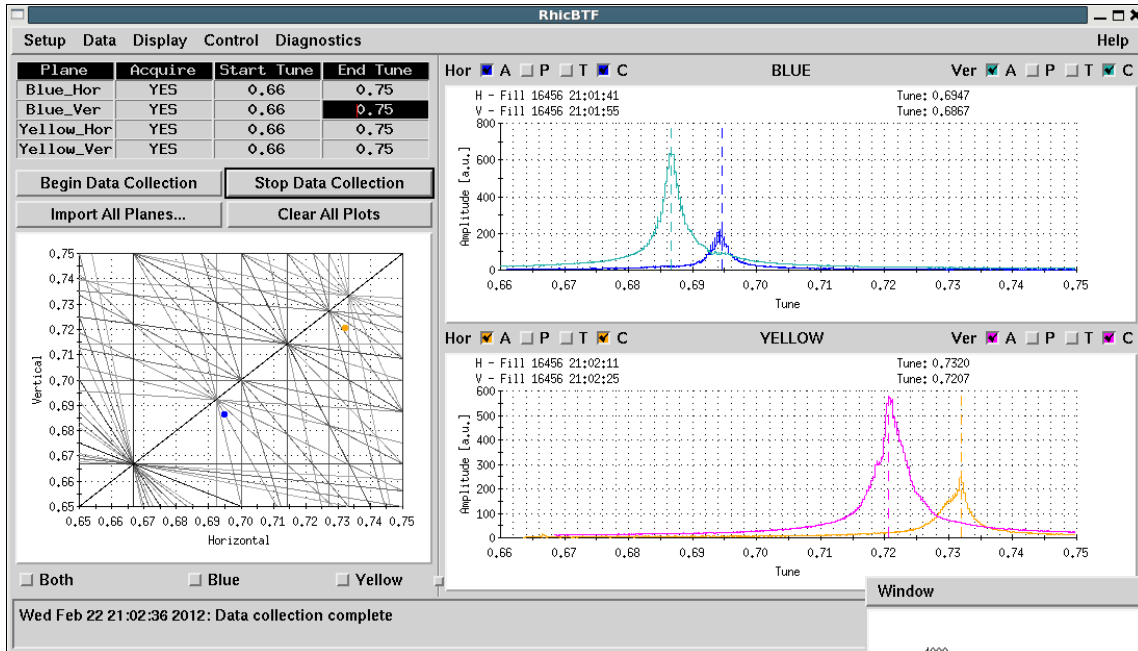 RhicBTF
Setup Data Display Control Diagnostics Help
Plane Acquire Start Tune End Tune
Blue_Hor YES 0.66 0.75
Blue_Ver YES 0.66 0.75
Yellow_Hor YES 0.66 0.75
Yellow_Ver YES 0.66 0.75
Begin Data Collection Stop Data Collection
Import All Planes... Clear All Plots
0.75
0.74
0.73
0.72
0.71
0.70
0.69
0.68
0.67
0.66
0.65
Vertical
0.65 0.66 0.67 0.68 0.69 0.70 0.71 0.72 0.73 0.74 0.75
Horizontal
Both Blue Yellow
Hor A P T C BLUE Ver A P T C
H - Fill 16456 21:01:41 Tune: 0.6947
V - Fill 16456 21:01:55 Tune: 0.6867
800
600
400
200
0
Amplitude [a.u.]
0.66 0.67 0.68 0.69 0.70 0.71 0.72 0.73 0.74 0.75
Tune
Hor A P T C YELLOW Ver A P T C
H - Fill 16456 21:02:11 Tune: 0.7320
V - Fill 16456 21:02:25 Tune: 0.7207
600
500
400
300
200
100
0
Amplitude [a.u.]
0.66 0.67 0.68 0.69 0.70 0.71 0.72 0.73 0.74 0.75
Tune
Wed Feb 22 21:02:36 2012: Data collection complete
Window